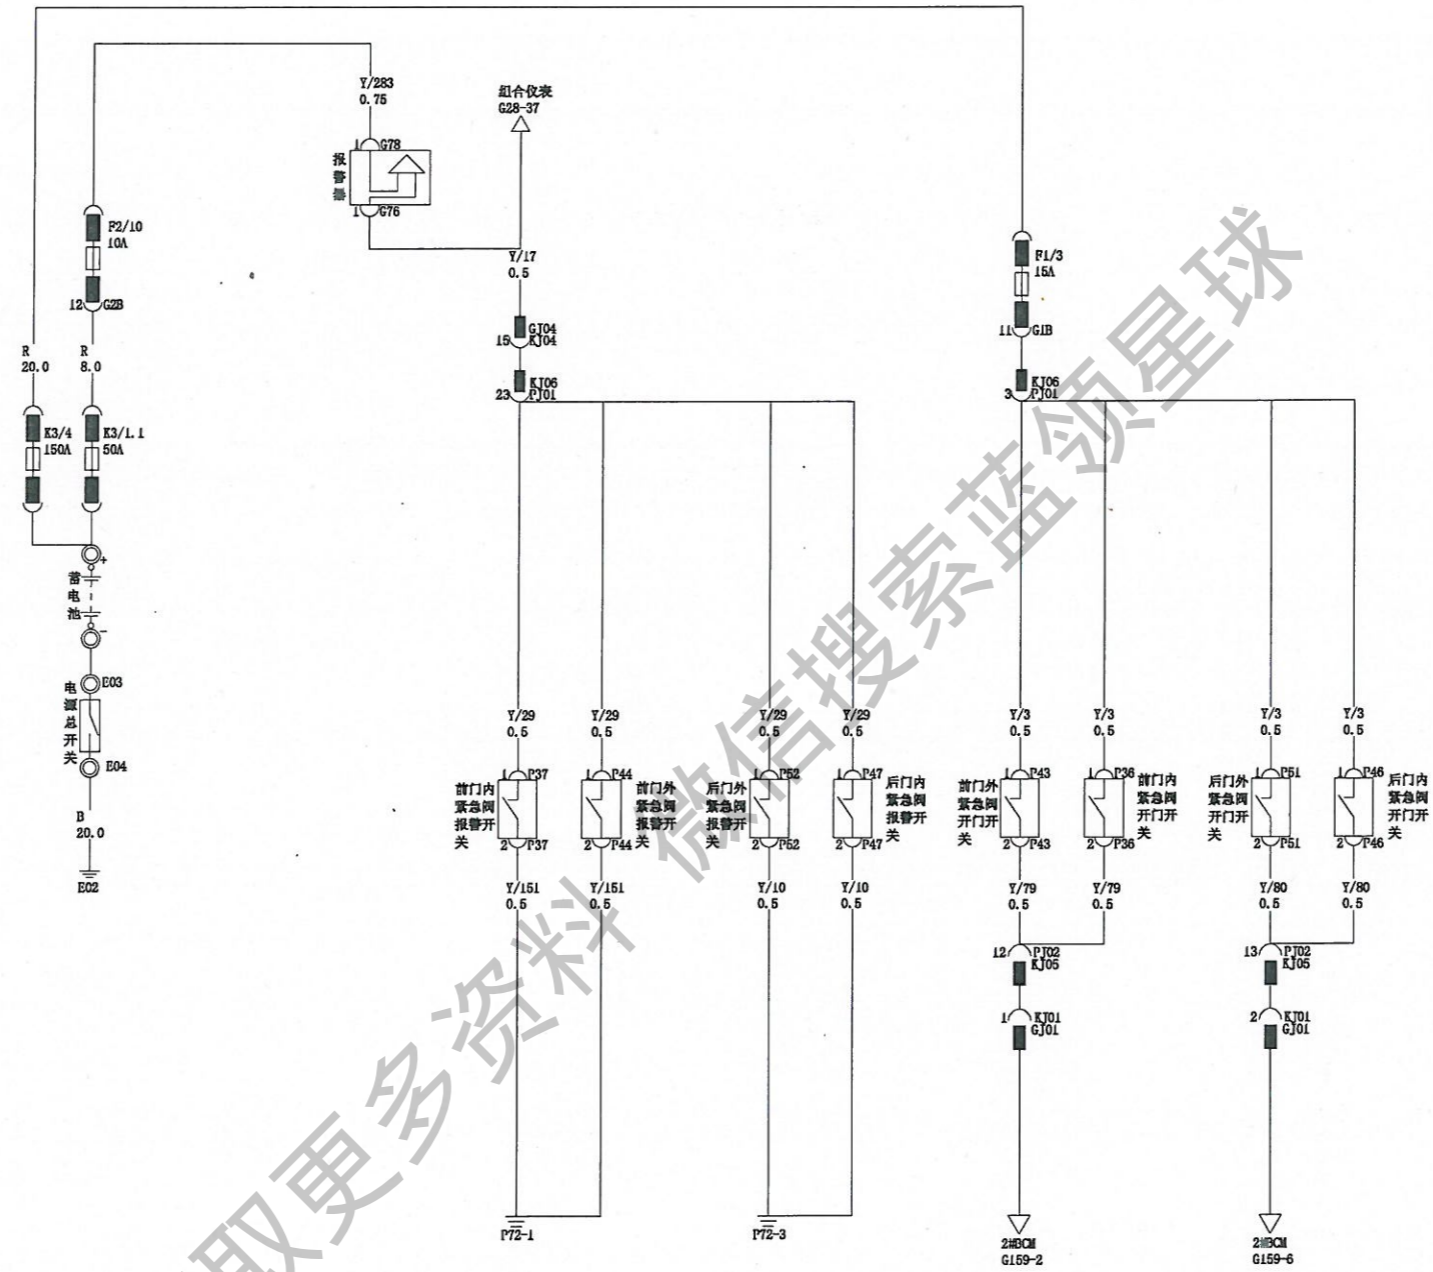 Y/283
0.75
组合仪表
G28-37
1
G78
报
警
器
1
G76
F2/10
10A
12
G2B
Y/17
0.5
F1/3
15A
11
G1B
15
GJ04
KJ04
R
20.0
R
8.0
23
KJ06
PJ01
3
KJ06
PJ01
K3/4
150A
K3/1.1
50A
+
蓄
电
池
-
E03
电
源
总
开
关
E04
B
20.0
E02
Y/29
0.5
Y/29
0.5
Y/29
0.5
Y/29
0.5
Y/3
0.5
Y/3
0.5
Y/3
0.5
Y/3
0.5
1
P37
前门内
紧急阀
报警开
关
2
P37
1
P44
前门外
紧急阀
报警开
关
2
P44
1
P52
后门外
紧急阀
报警开
关
2
P52
1
P47
后门内
紧急阀
报警开
关
2
P47
1
P43
前门外
紧急阀
开门开
关
2
P43
1
P36
前门内
紧急阀
开门开
关
2
P36
1
P51
后门外
紧急阀
开门开
关
2
P51
1
P46
后门内
紧急阀
开门开
关
2
P46
Y/151
0.5
Y/151
0.5
Y/10
0.5
Y/10
0.5
Y/79
0.5
Y/79
0.5
Y/80
0.5
Y/80
0.5
12
PJ02
KJ05
13
PJ02
KJ05
1
KJ01
GJ01
2
KJ01
GJ01
P72-1
P72-3
2#BCM
G159-2
2#BCM
G159-6
取更多资料 微信搜索蓝领星球